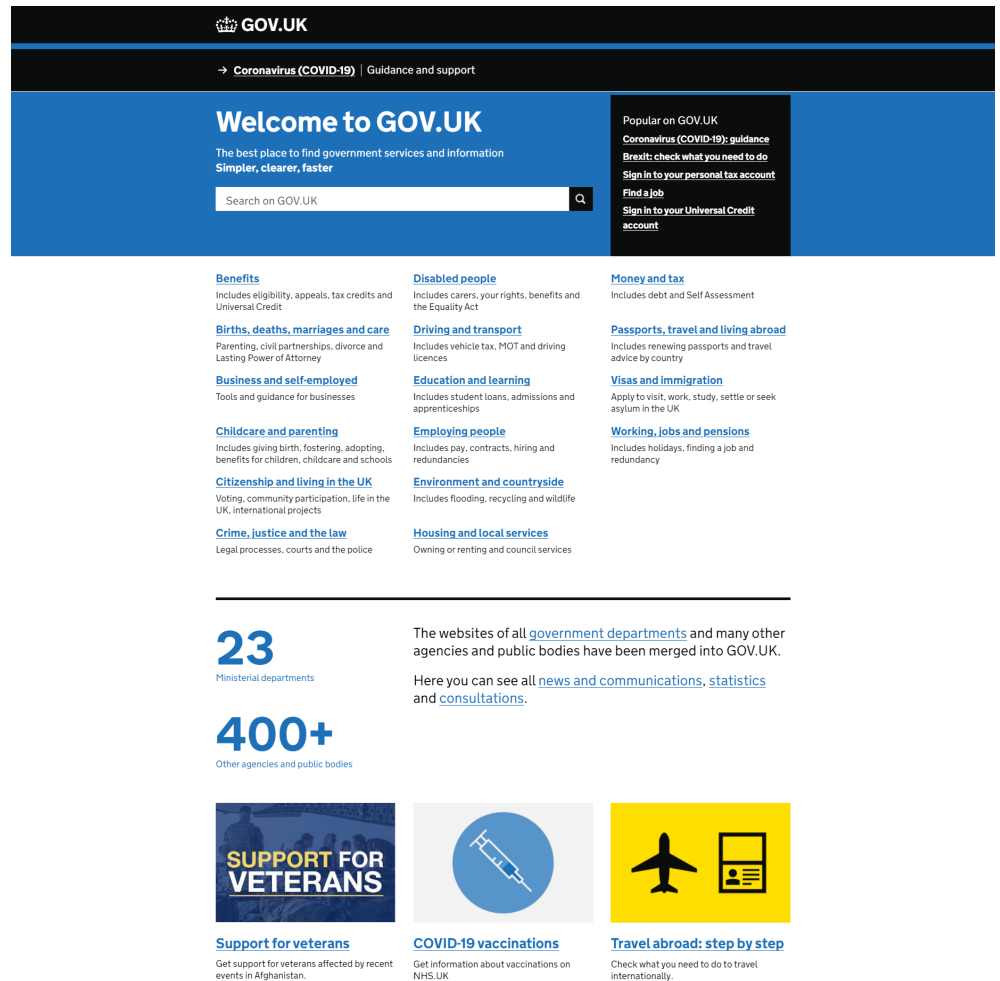 GOV.UK
→ Coronavirus (COVID-19) | Guidance and support
Welcome to GOV.UK
The best place to find government services and information
Simpler, clearer, faster
Search on GOV.UK
Popular on GOV.UK
Coronavirus (COVID-19): guidance
Brexit: check what you need to do
Sign in to your personal tax account
Find a job
Sign in to your Universal Credit
account
Benefits
Includes eligibility, appeals, tax credits and
Universal Credit
Births, deaths, marriages and care
Parenting, civil partnerships, divorce and
Lasting Power of Attorney
Business and self-employed
Tools and guidance for businesses
Childcare and parenting
Includes giving birth, fostering, adopting,
benefits for children, childcare and schools
Citizenship and living in the UK
Voting, community participation, life in the
UK, international projects
Crime, justice and the law
Legal processes, courts and the police
Disabled people
Includes carers, your rights, benefits and
the Equality Act
Driving and transport
Includes vehicle tax, MOT and driving
licences
Education and learning
Includes student loans, admissions and
apprenticeships
Employing people
Includes pay, contracts, hiring and
redundancies
Environment and countryside
Includes flooding, recycling and wildlife
Housing and local services
Owning or renting and council services
Money and tax
Includes debt and Self Assessment
Passports, travel and living abroad
Includes renewing passports and travel
advice by country
Visas and immigration
Apply to visit, work, study, settle or seek
asylum in the UK
Working, jobs and pensions
Includes holidays, finding a job and
redundancy
23
Ministerial departments
400+
Other agencies and public bodies
The websites of all government departments and many other
agencies and public bodies have been merged into GOV.UK.
Here you can see all news and communications, statistics
and consultations.
SUPPORT FOR
VETERANS
Support for veterans
Get support for veterans affected by recent
events in Afghanistan.
COVID-19 vaccinations
Get information about vaccinations on
NHS.UK
Travel abroad: step by step
Check what you need to do to travel
internationally.